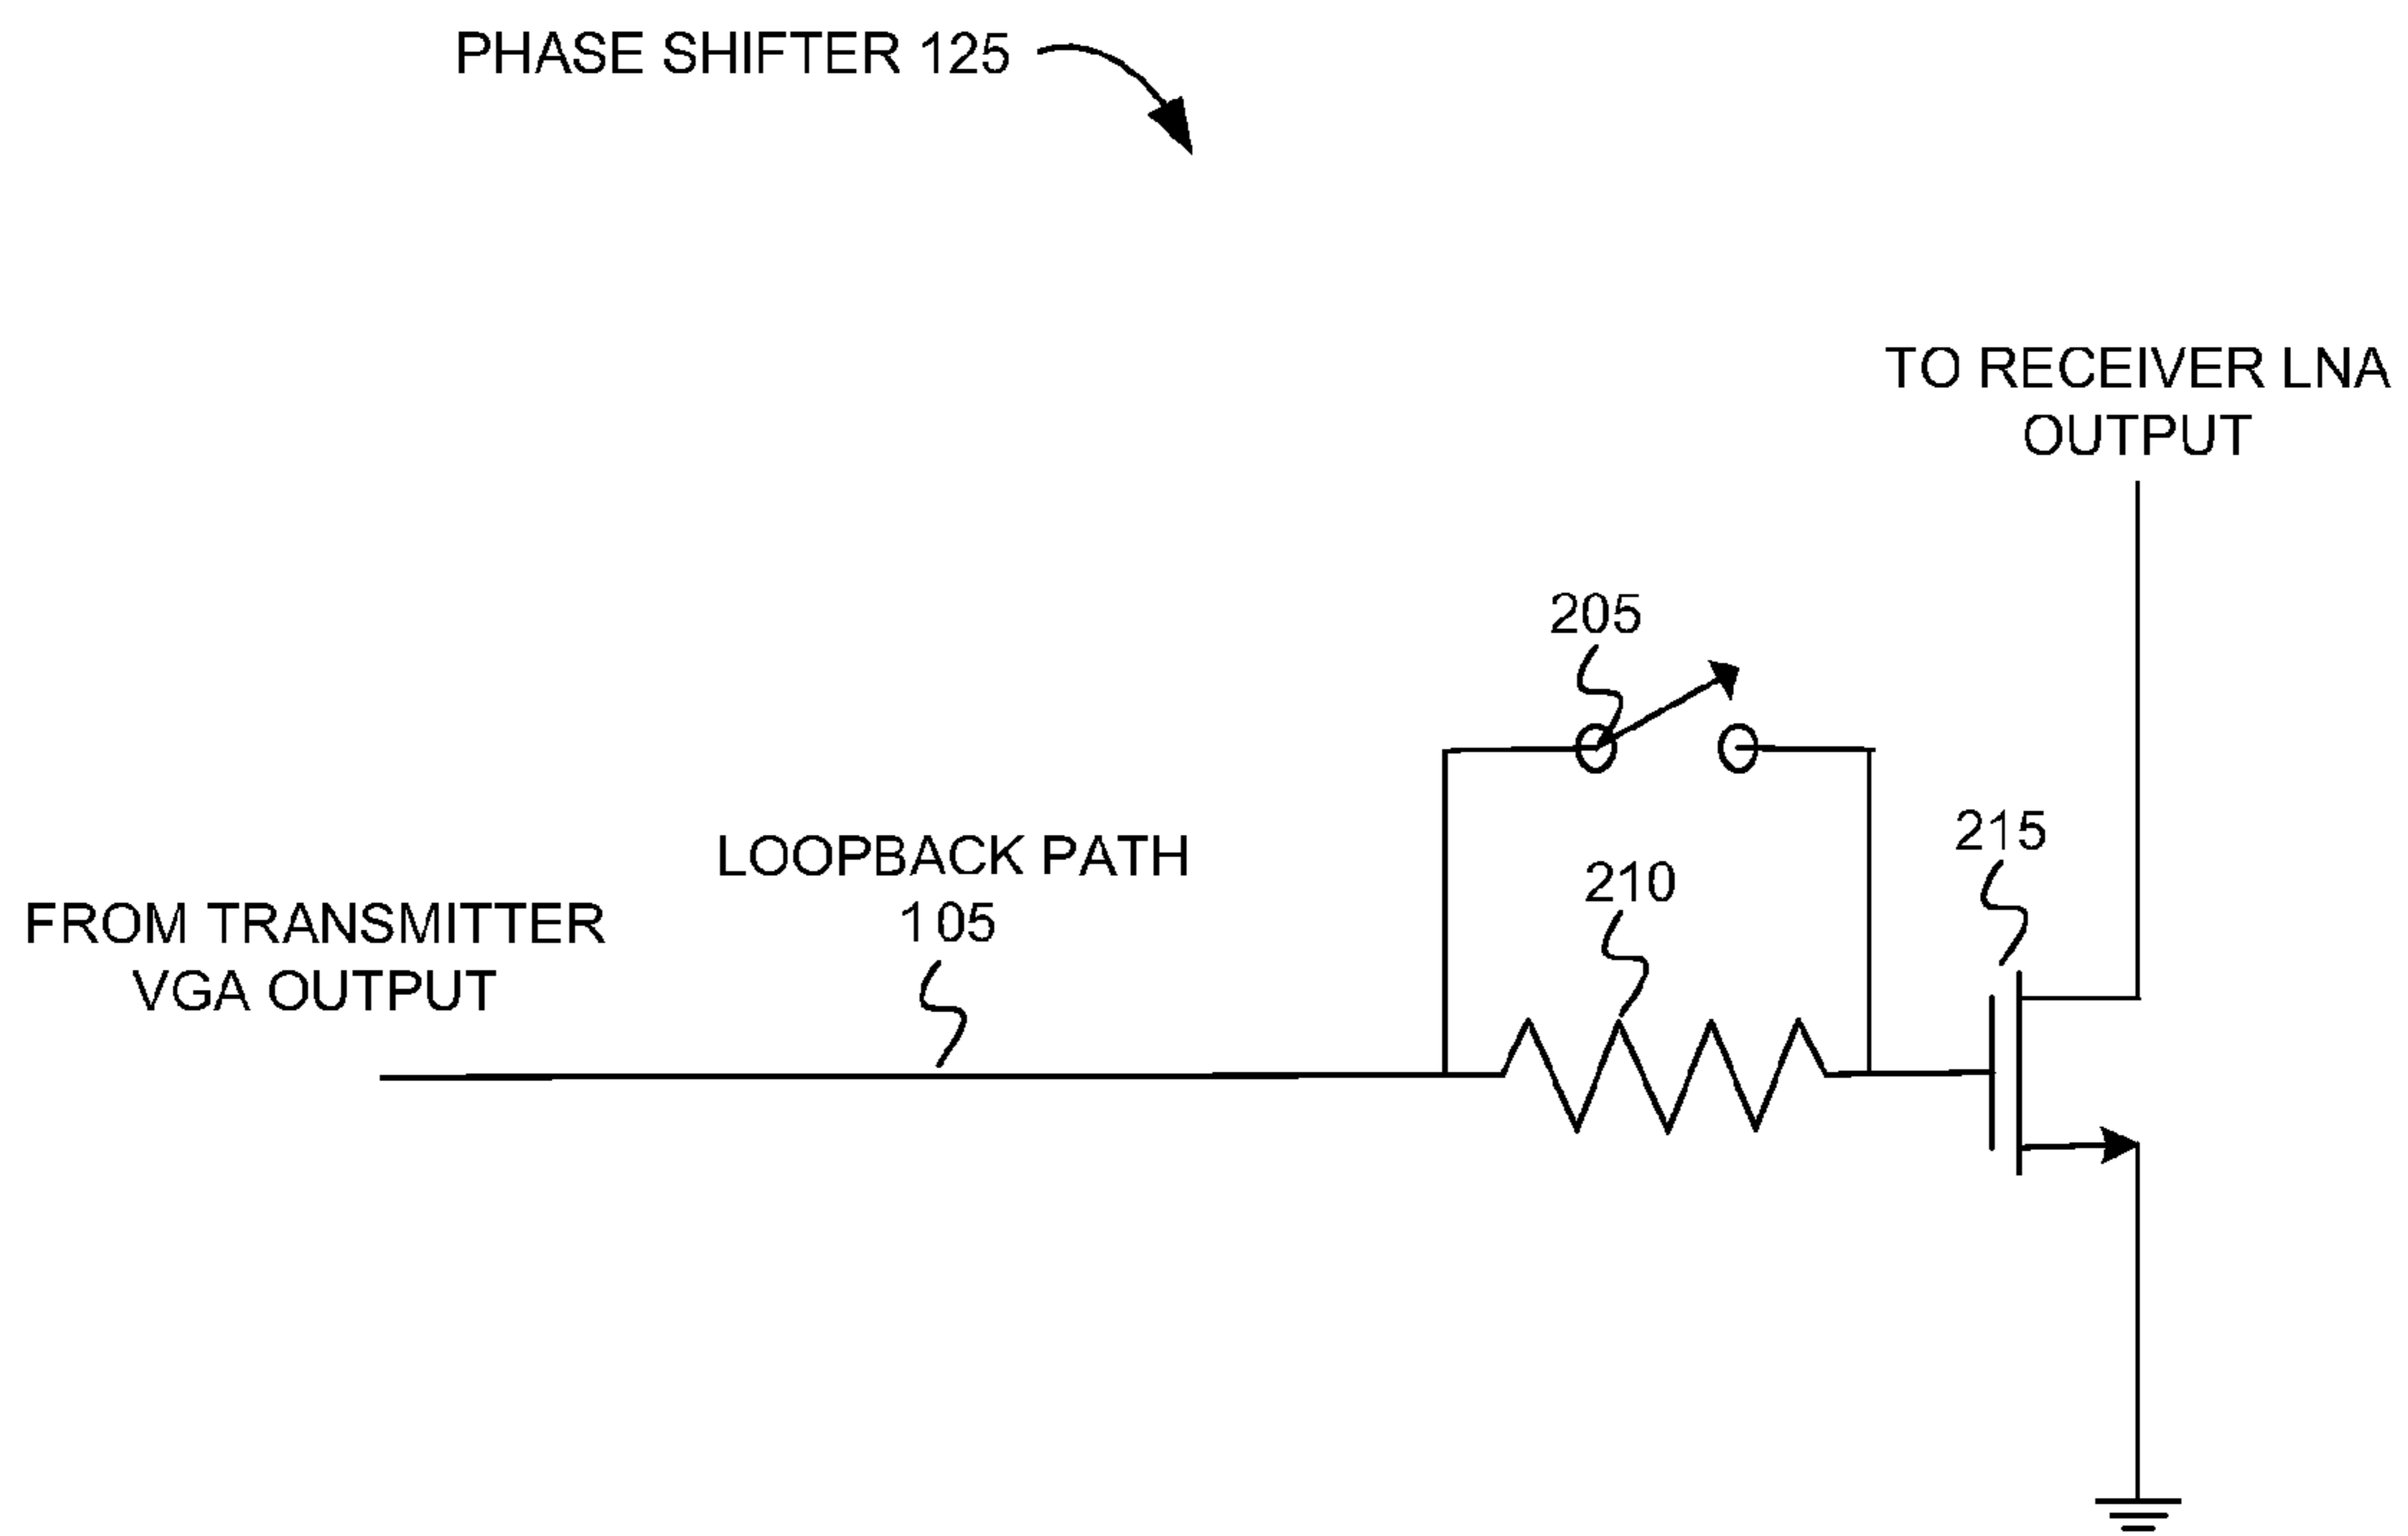 PHASE SHIFTER 125
TO RECEIVER LNA
OUTPUT
205
215
LOOPBACK PATH
105
210
FROM TRANSMITTER
VGA OUTPUT